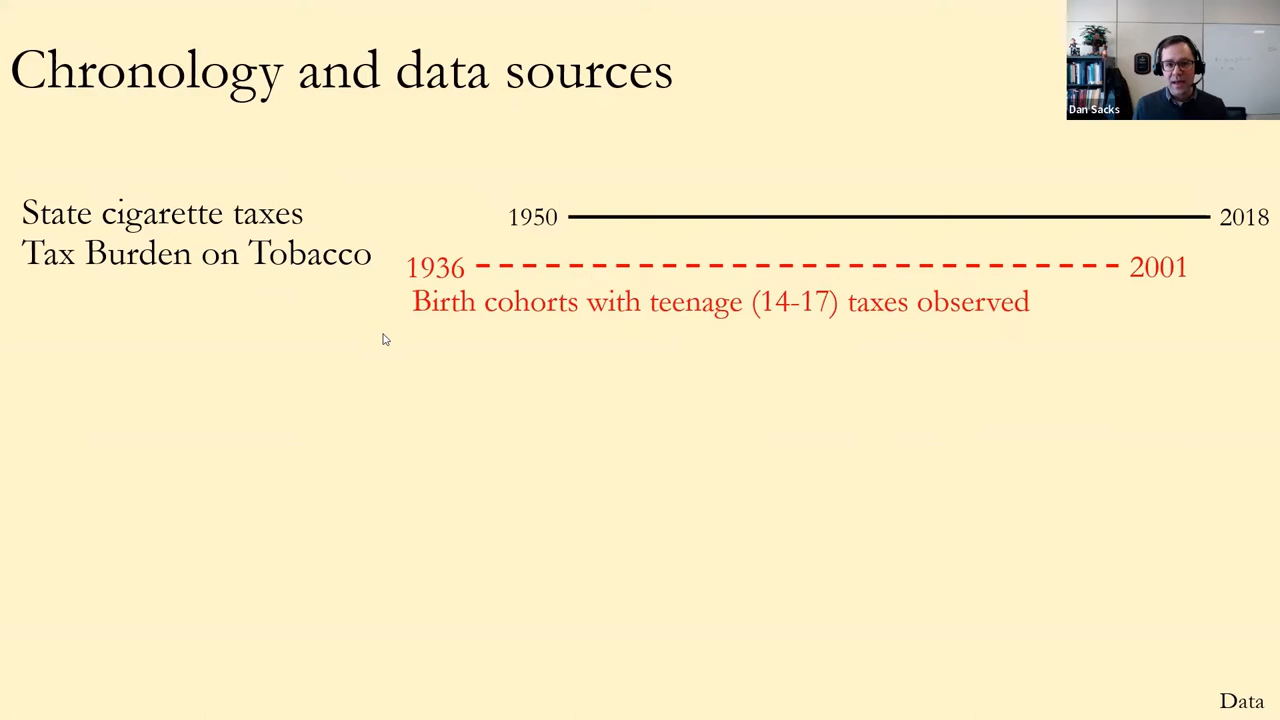 Chronology and data sources
Dan Sacks
State cigarette taxes
1950 2018
Tax Burden on Tobacco
1936 2001
Birth cohorts with teenage (14-17) taxes observed
Data